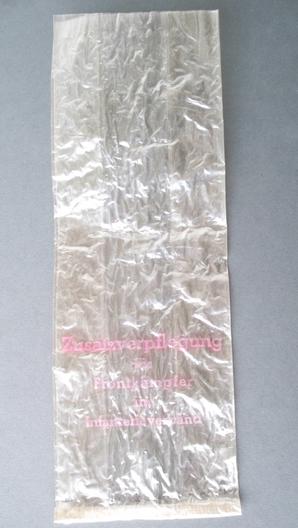 Zusatzverpflegung
für
Frontkämpfer
im
Infanterieverband